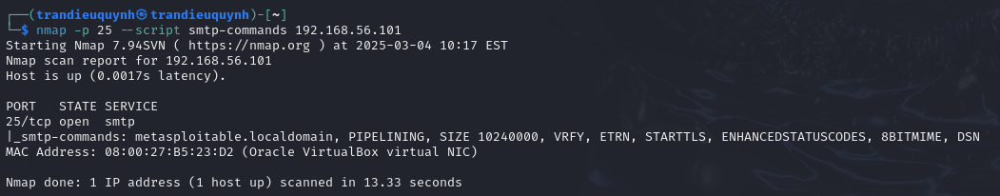 ┌──(trandieuquynh㉿trandieuquynh)-[~]
└─$ nmap -p 25 --script smtp-commands 192.168.56.101
Starting Nmap 7.94SVN ( https://nmap.org ) at 2025-03-04 10:17 EST
Nmap scan report for 192.168.56.101
Host is up (0.0017s latency).

PORT   STATE SERVICE
25/tcp open  smtp
|_smtp-commands: metasploitable.localdomain, PIPELINING, SIZE 10240000, VRFY, ETRN, STARTTLS, ENHANCEDSTATUSCODES, 8BITMIME, DSN
MAC Address: 08:00:27:B5:23:D2 (Oracle VirtualBox virtual NIC)

Nmap done: 1 IP address (1 host up) scanned in 13.33 seconds